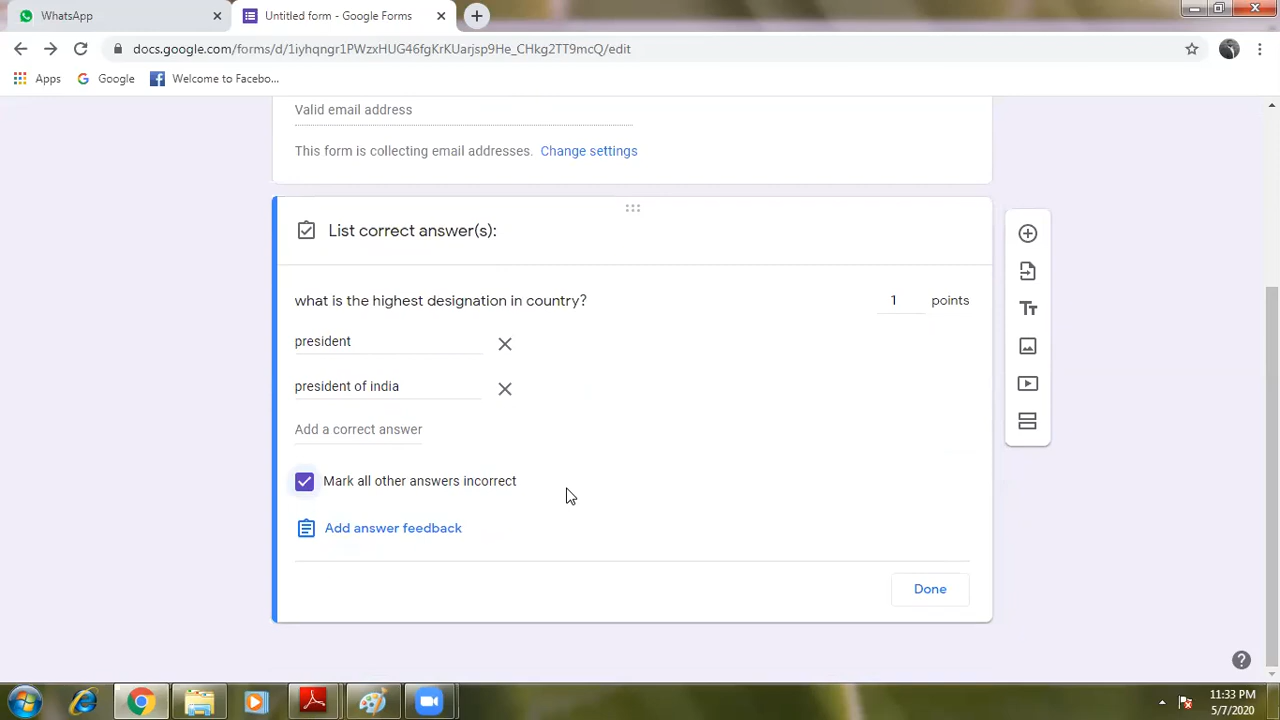 WhatsApp
Untitled form - Google Forms
docs.google.com/forms/d/1iyhqngr1PWzxHUG46fgKrKUarjsp9He_CHkg2TT9mcQ/edit
Apps
Google
Welcome to Facebo...
Valid email address
This form is collecting email addresses. Change settings
List correct answer(s):
what is the highest designation in country?
1 points
president
president of india
Add a correct answer
Mark all other answers incorrect
Add answer feedback
Done
11:33 PM
5/7/2020